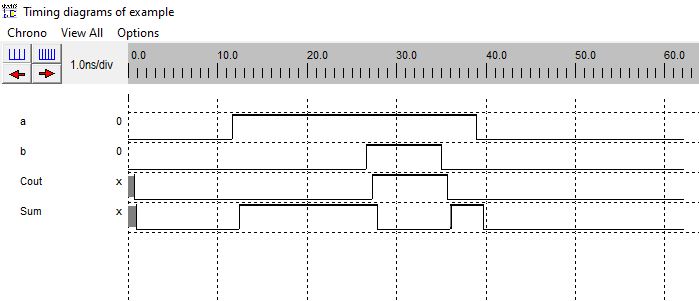 Timing diagrams of example
Chrono View All Options
1.0ns/div 0.0 10.0 20.0 30.0 40.0 50.0 60.0
a 0
b 0
Cout x
Sum x